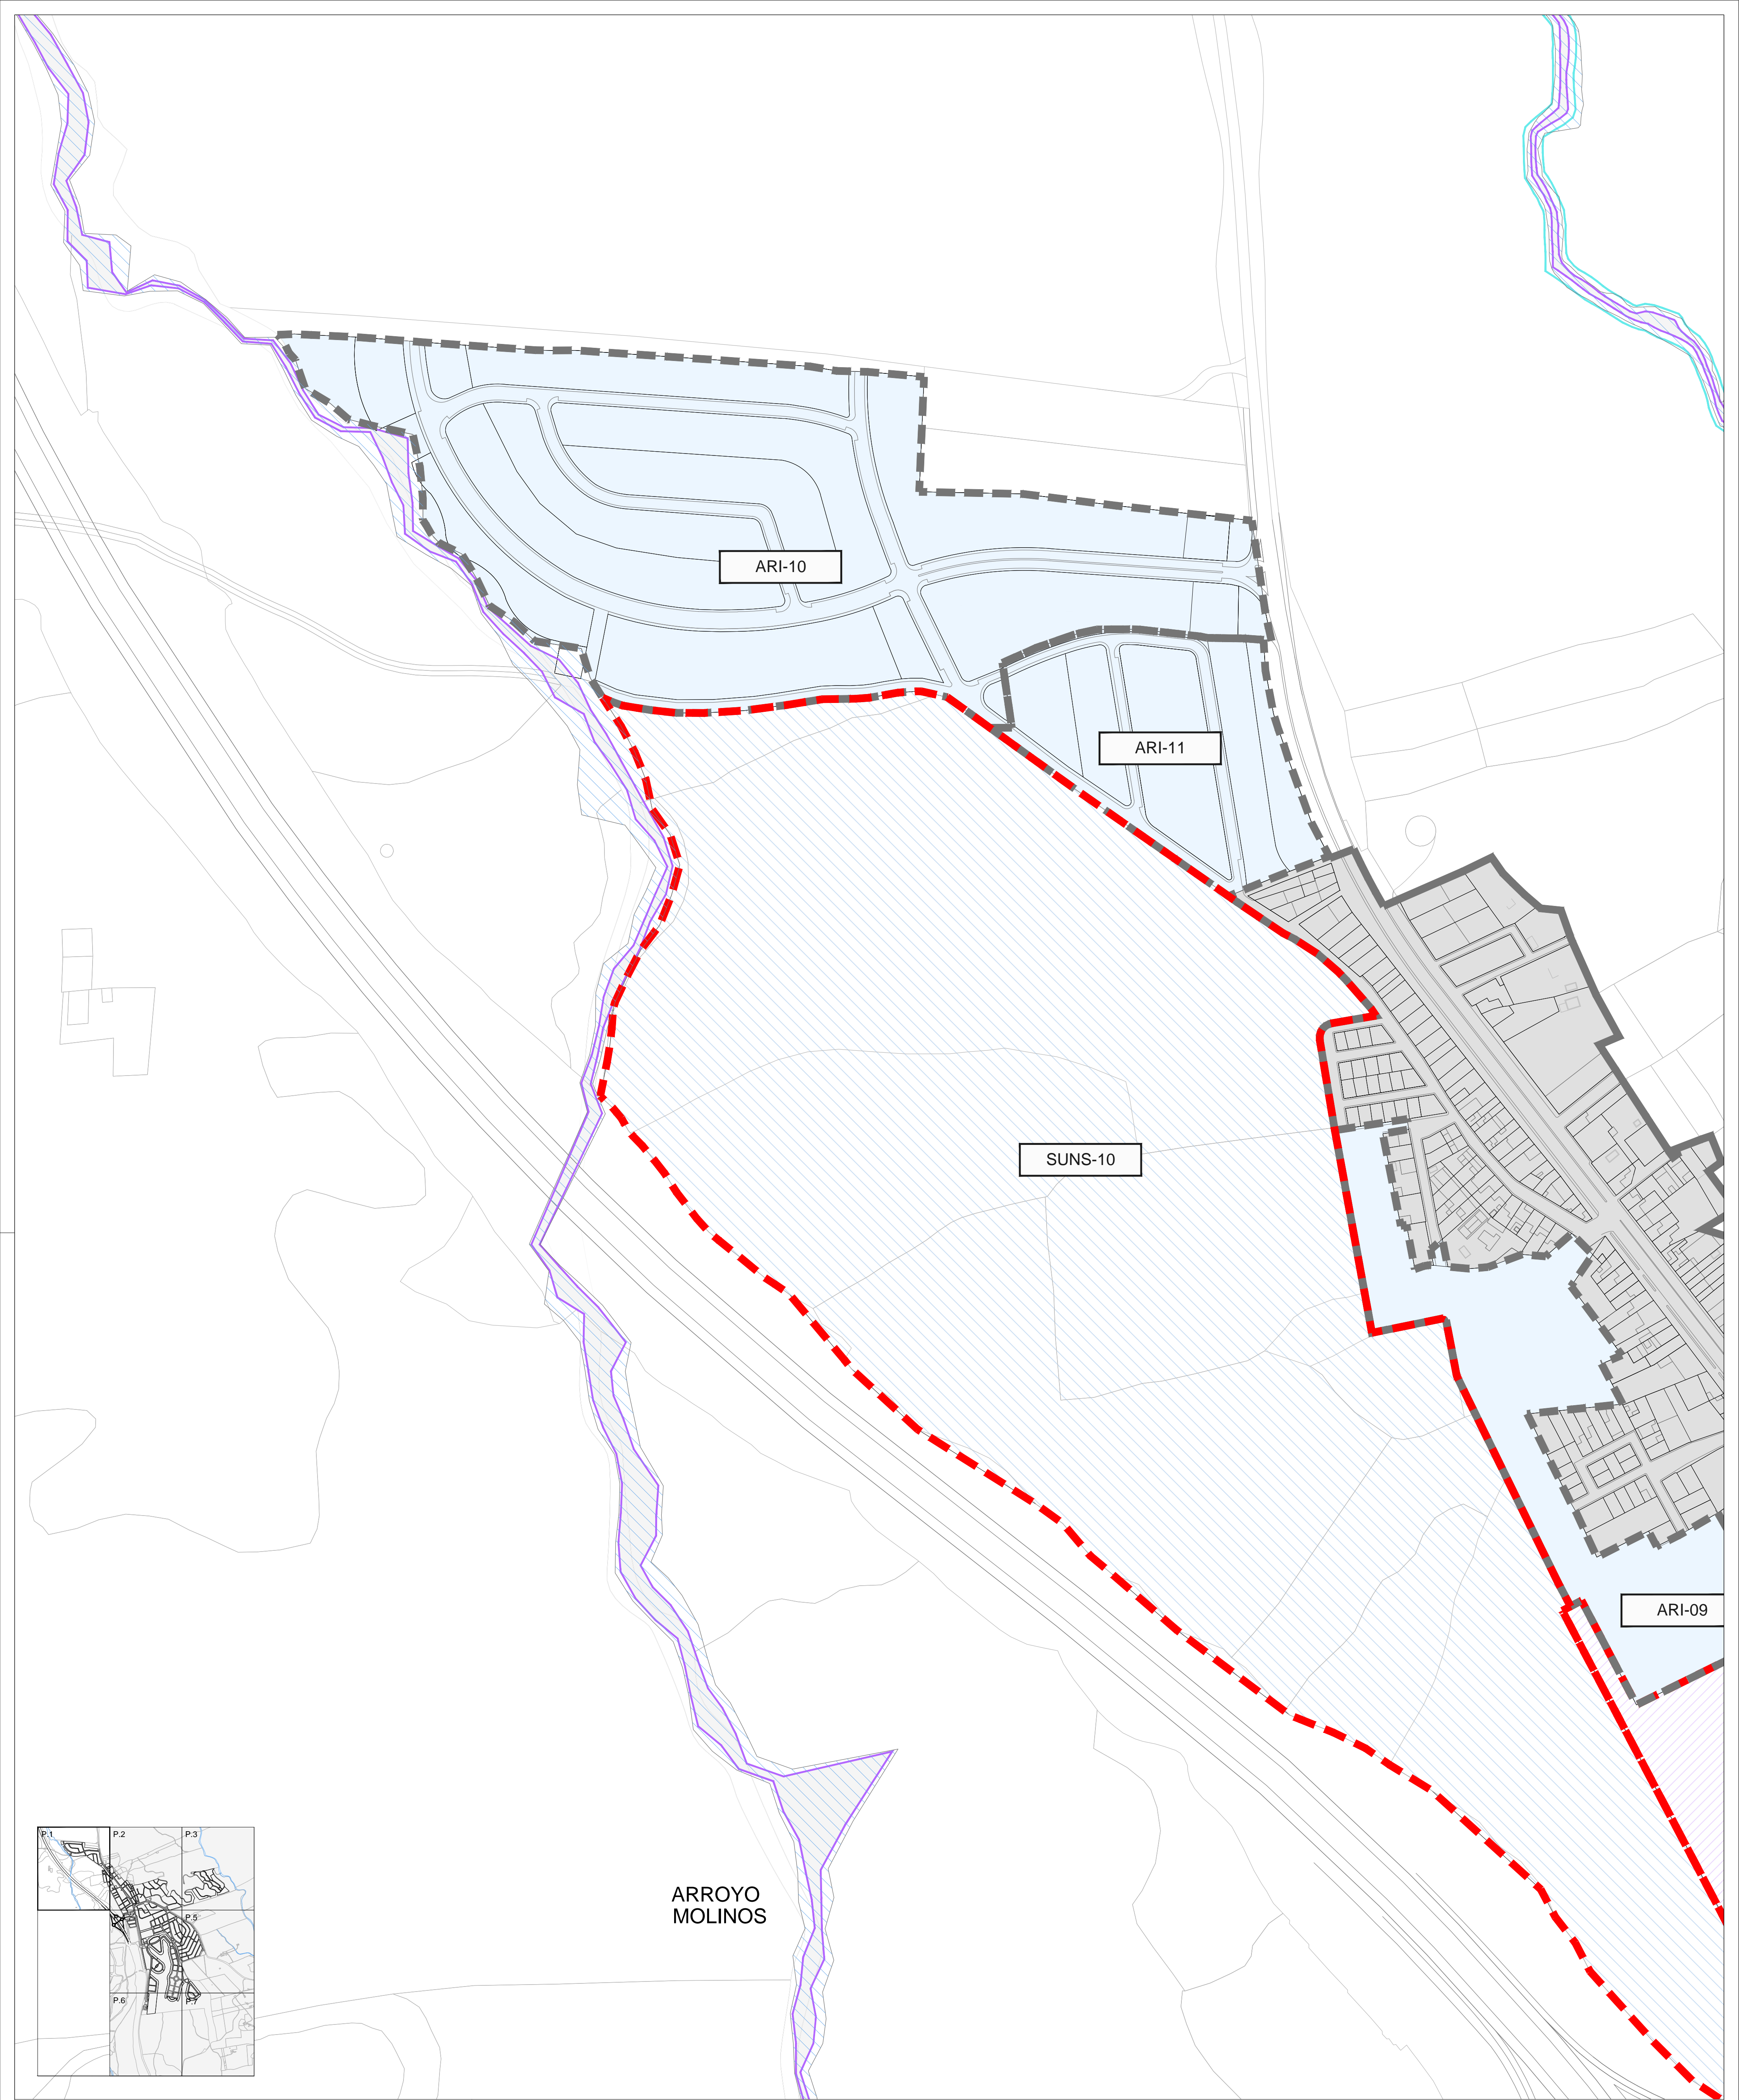 ARI-10
ARI-11
SUNS-10
ARI-09
P.1
P.2
P.3
P.5
P.6
P.7
ARROYO
MOLINOS